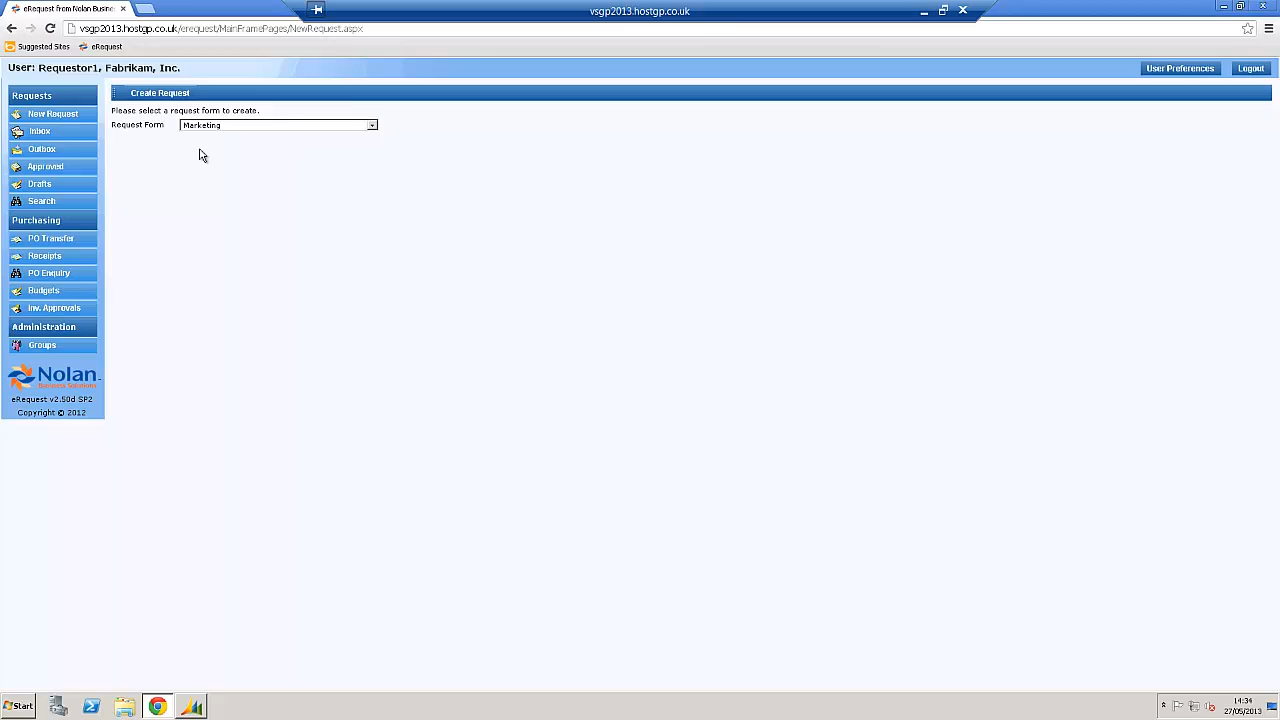 eRequest from Nolan Busine
vsgp2013.hostgp.co.uk
vsgp2013.hostgp.co.uk/erequest/MainFramePages/NewRequest.aspx
Suggested Sites
eRequest
User: Requestor1, Fabrikam, Inc.
User Preferences
Logout
Requests
New Request
Inbox
Outbox
Approved
Drafts
Search
Purchasing
PO Transfer
Receipts
PO Enquiry
Budgets
Inv. Approvals
Administration
Groups
Nolan
Business Solutions
eRequest v2.50d SP2
Copyright © 2012
Create Request
Please select a request form to create.
Request Form
Marketing
Start
14:34
27/05/2013